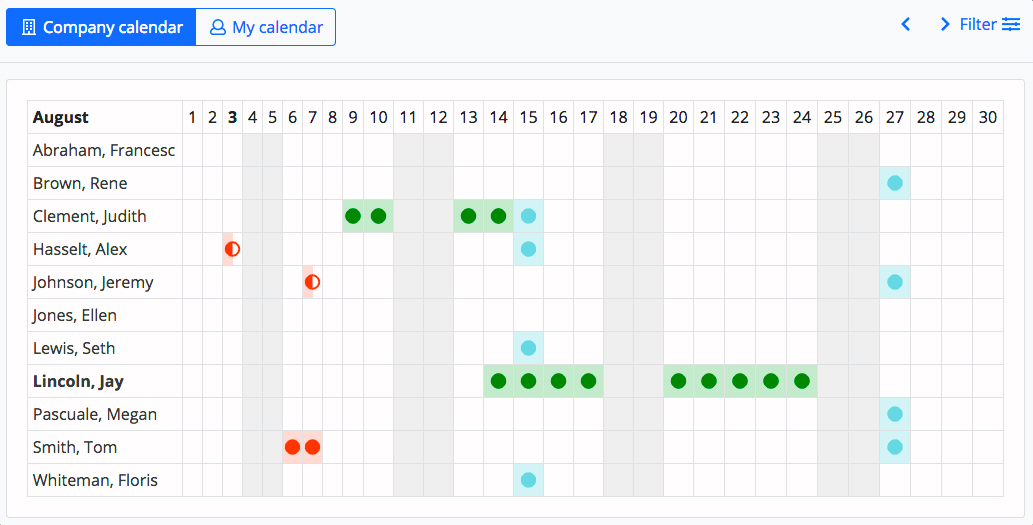 Company calendar My calendar Filter
August 1 2 3 4 5 6 7 8 9 10 11 12 13 14 15 16 17 18 19 20 21 22 23 24 25 26 27 28 29 30
Abraham, Francesc
Brown, Rene
Clement, Judith
Hasselt, Alex
Johnson, Jeremy
Jones, Ellen
Lewis, Seth
Lincoln, Jay
Pascuale, Megan
Smith, Tom
Whiteman, Floris